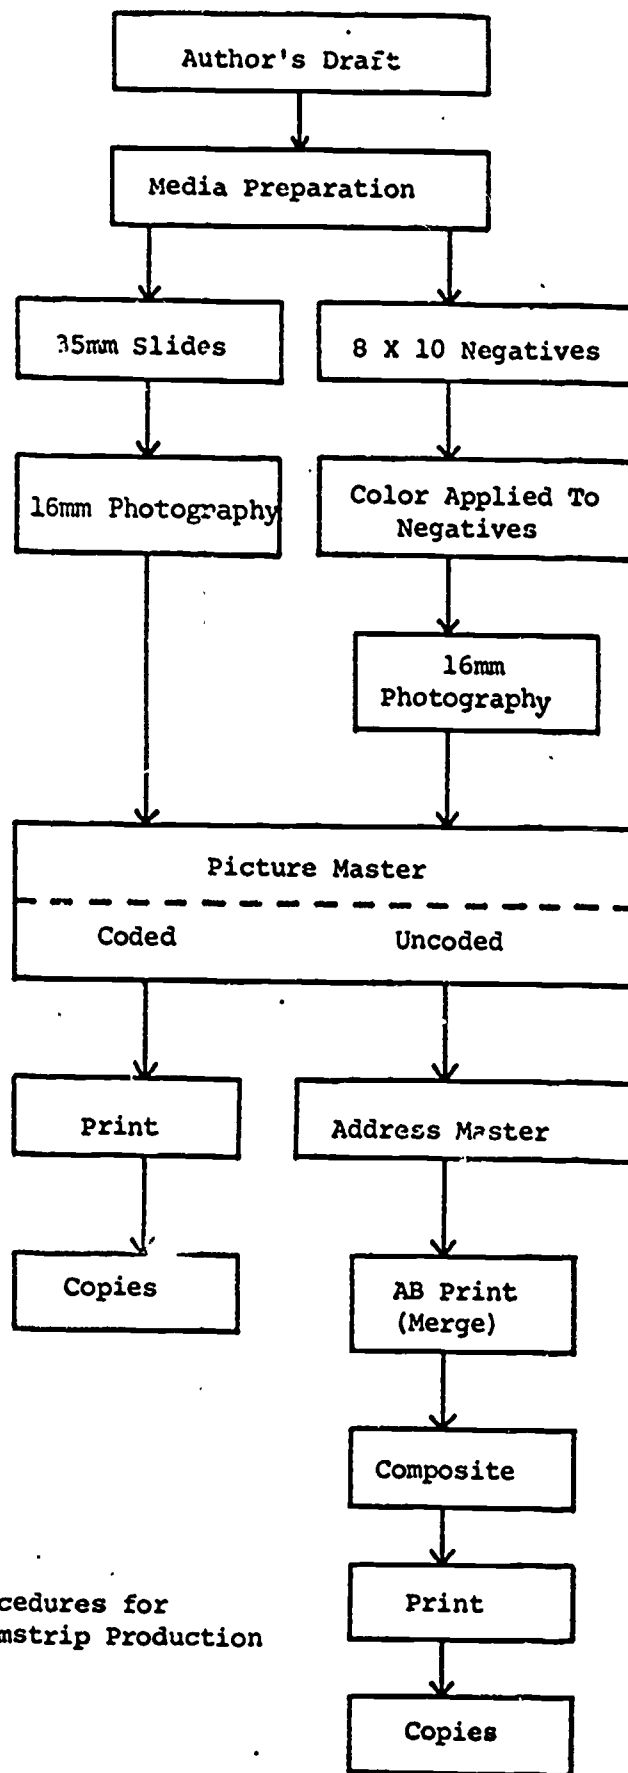 Author's Draft
Media Preparation
35mm Slides
8 X 10 Negatives
16mm Photography
Color Applied To
Negatives
16mm
Photography
Picture Master
Coded
Uncoded
Print
Address Master
Copies
AB Print
(Merge)
Composite
Print
Copies
cedures for
mstrip Production